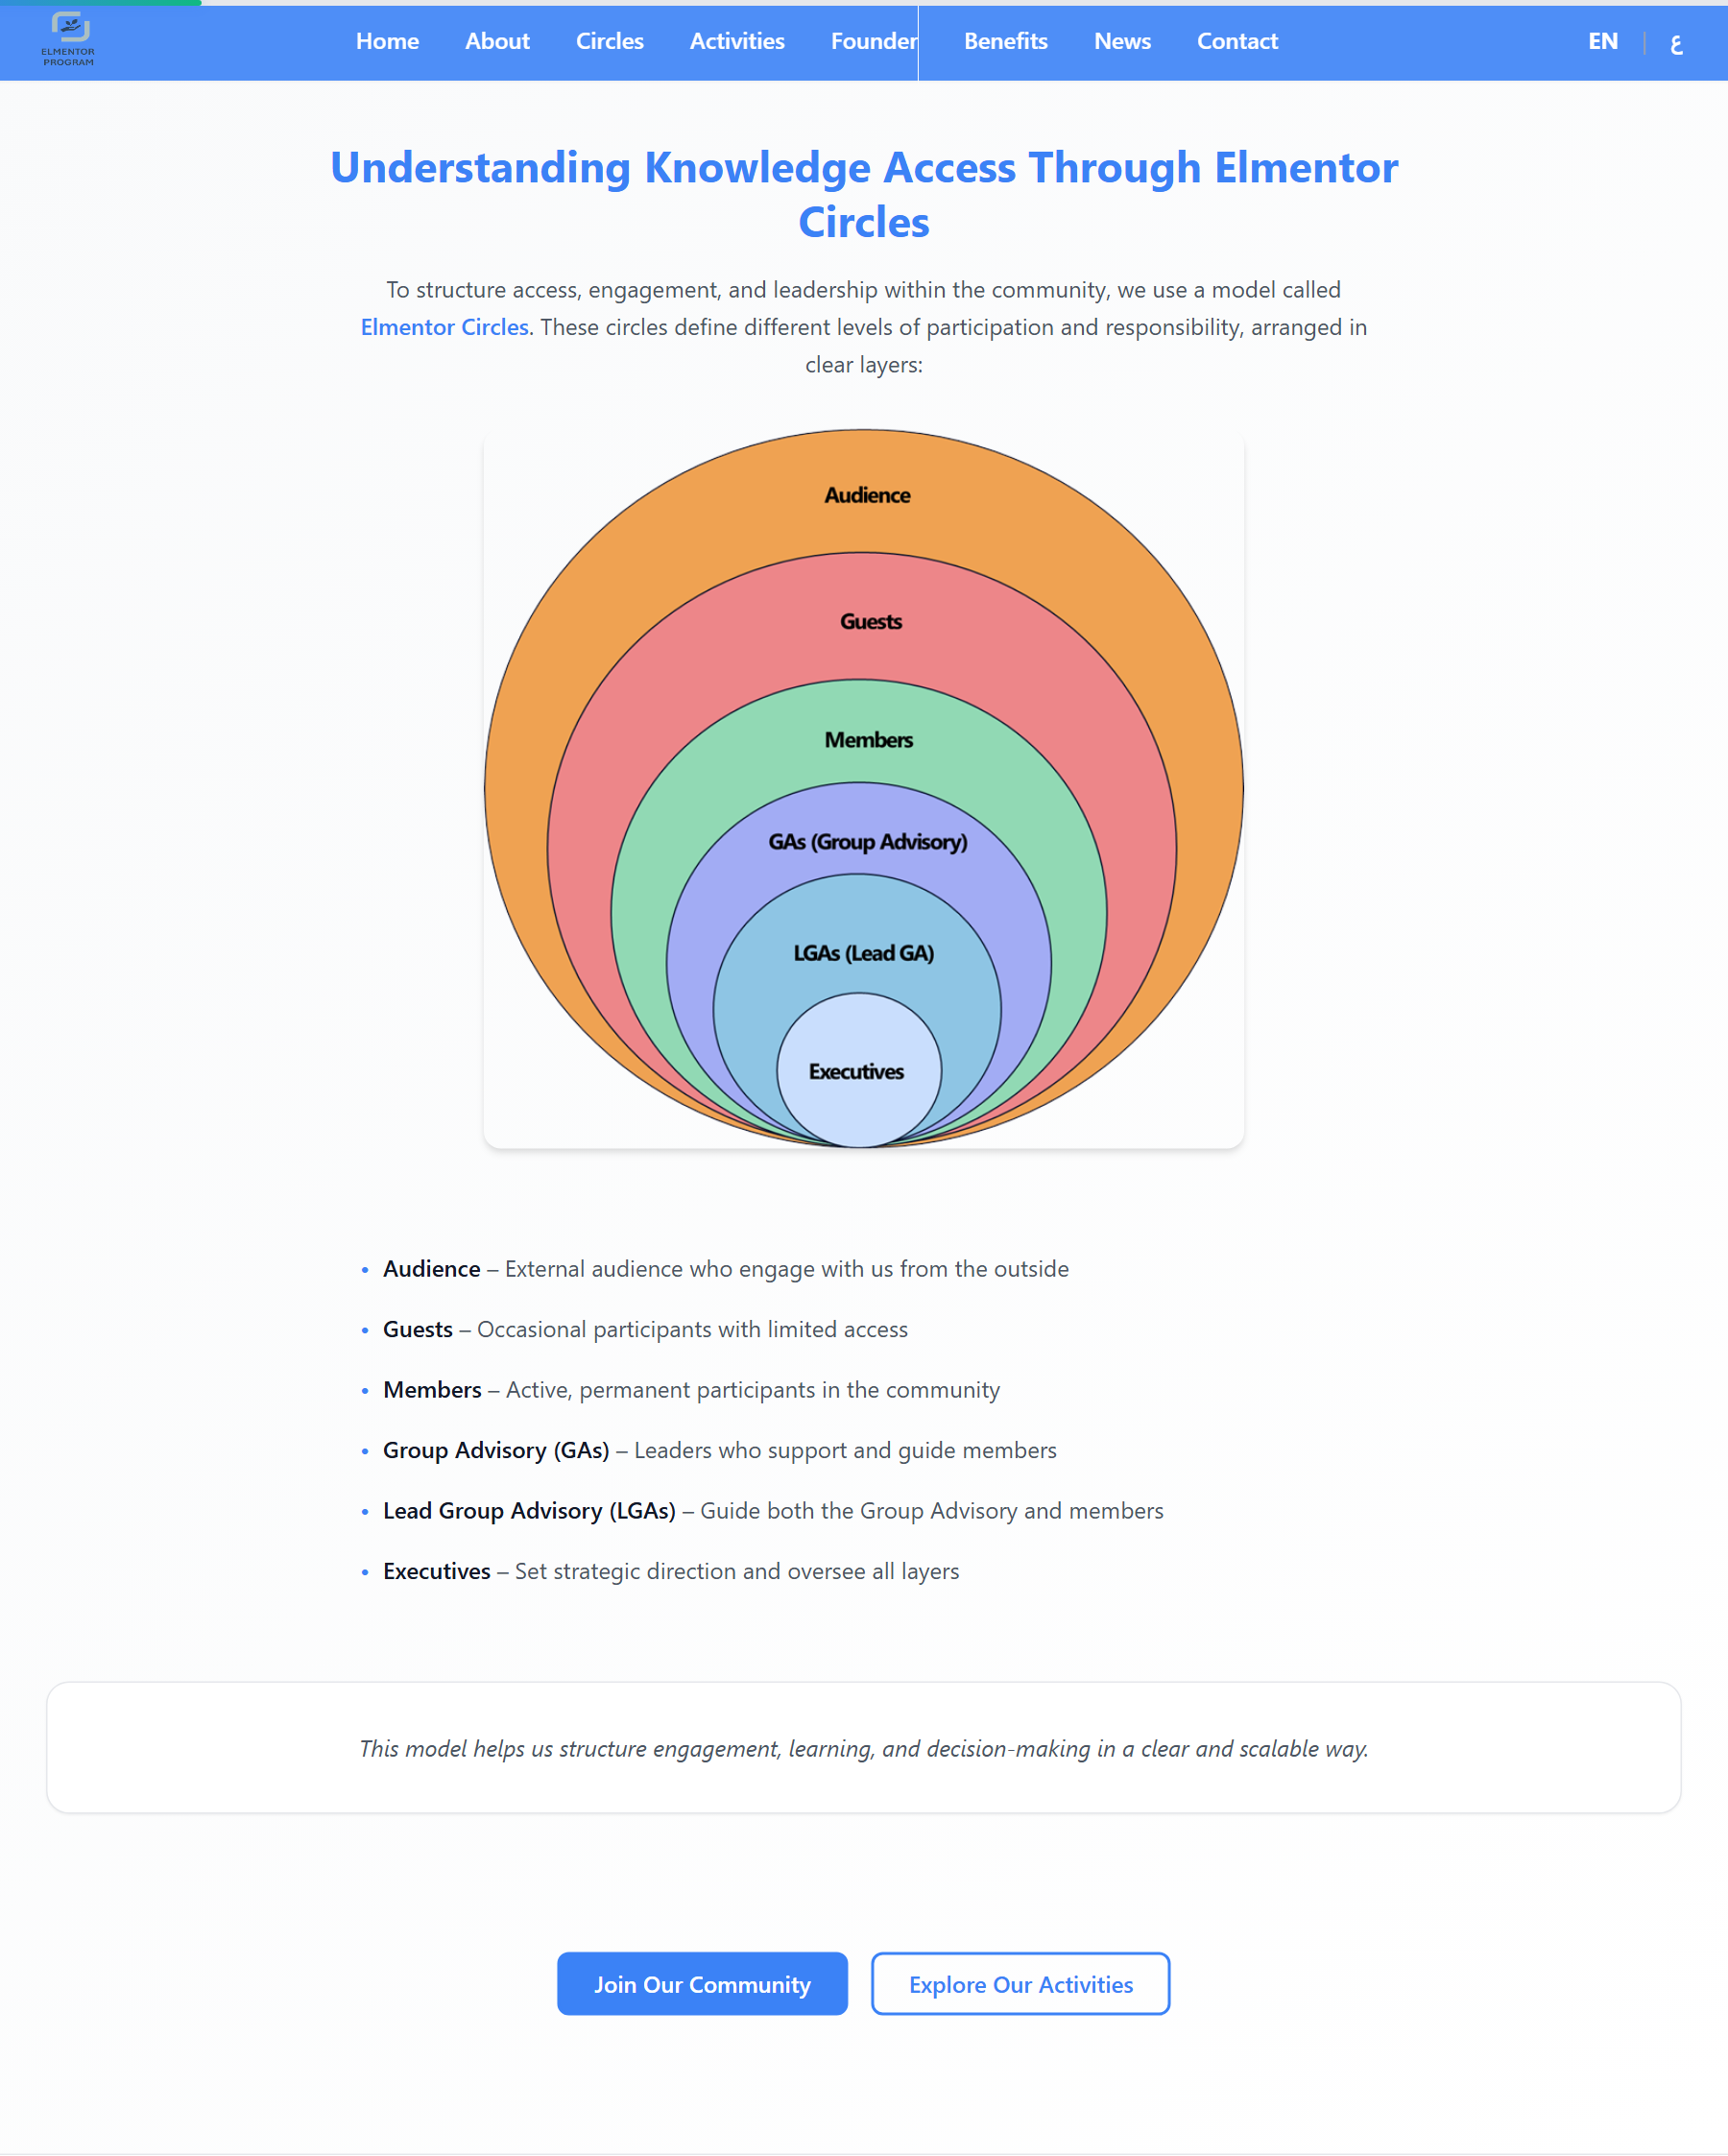 ELMENTOR
PROGRAM
Home About Circles Activities Founder Benefits News Contact EN | ع
Understanding Knowledge Access Through Elmentor
Circles
To structure access, engagement, and leadership within the community, we use a model called
Elmentor Circles. These circles define different levels of participation and responsibility, arranged in
clear layers:
Audience
Guests
Members
GAs (Group Advisory)
LGAs (Lead GA)
Executives
• Audience – External audience who engage with us from the outside
• Guests – Occasional participants with limited access
• Members – Active, permanent participants in the community
• Group Advisory (GAs) – Leaders who support and guide members
• Lead Group Advisory (LGAs) – Guide both the Group Advisory and members
• Executives – Set strategic direction and oversee all layers
This model helps us structure engagement, learning, and decision-making in a clear and scalable way.
Join Our Community Explore Our Activities